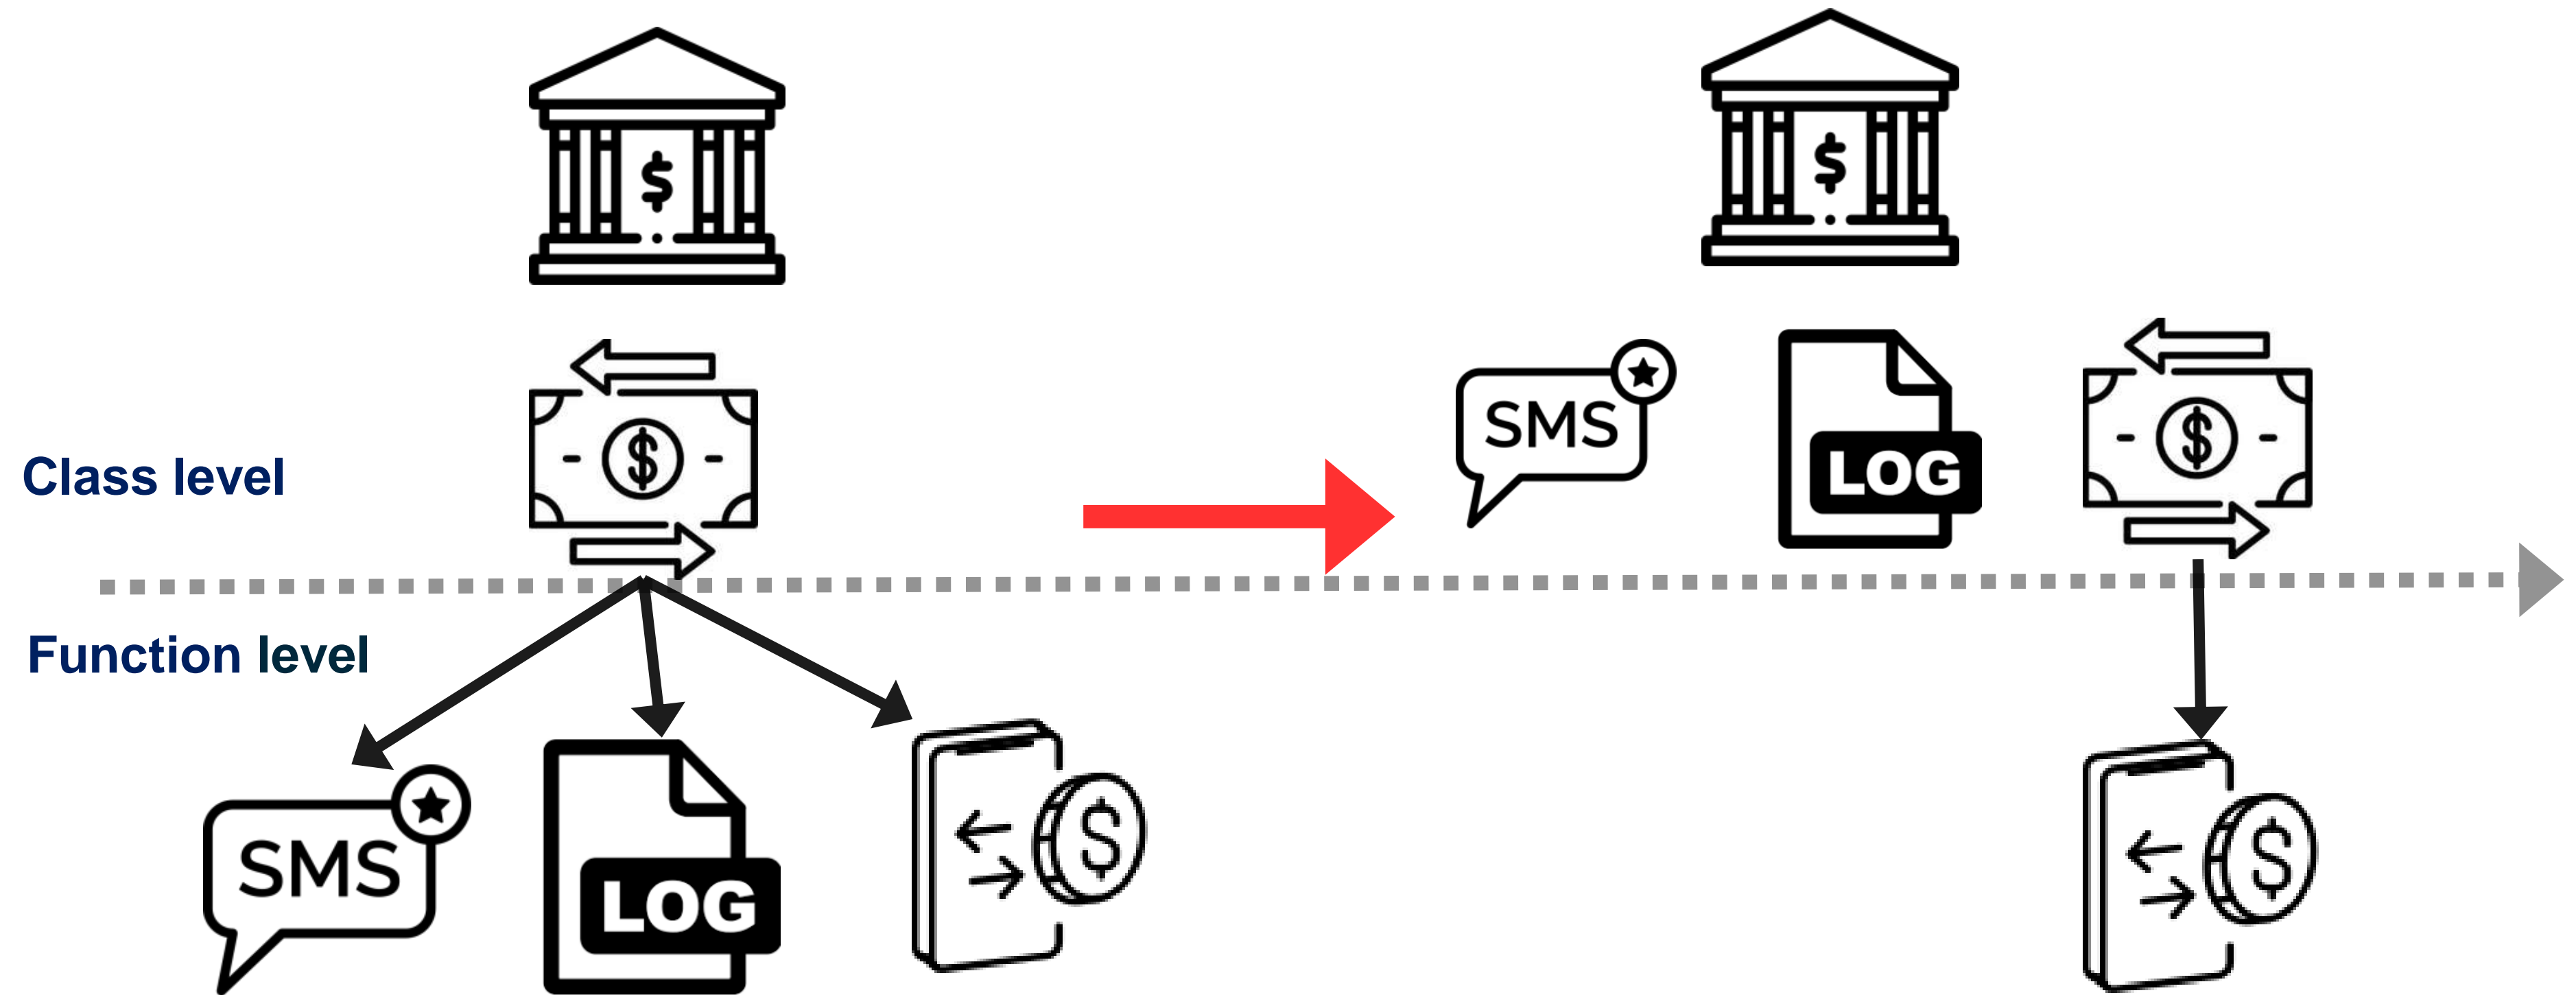 $
$
$
SMS
LOG
$
Class level
Function level
SMS
LOG
$
$